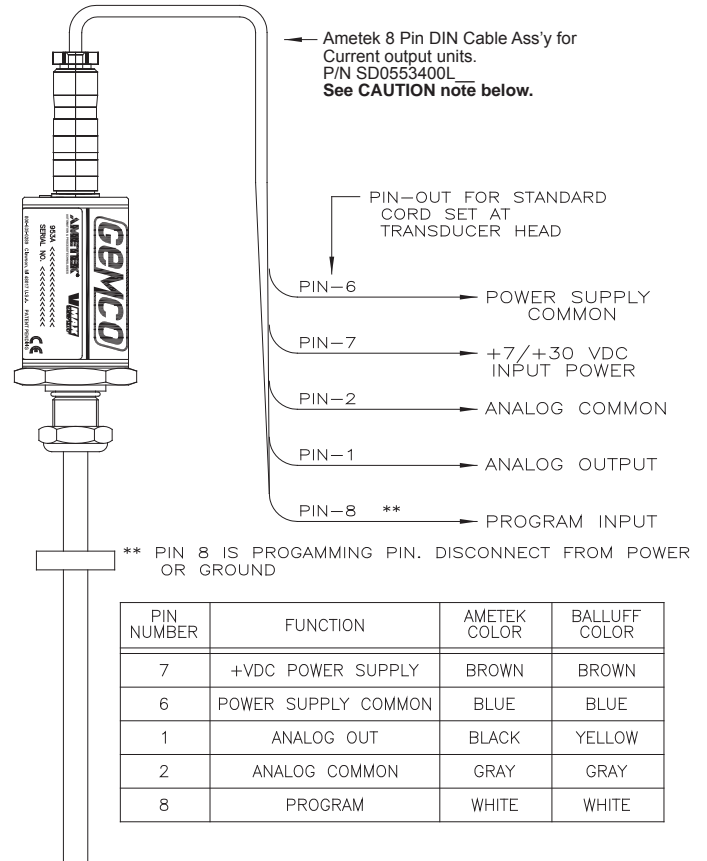 Ametek 8 Pin DIN Cable Ass'y for
Current output units.
P/N SD0553400L__
See CAUTION note below.
PIN-OUT FOR STANDARD
CORD SET AT
TRANSDUCER HEAD
PIN-6
POWER SUPPLY
COMMON
PIN-7
+7/+30 VDC
INPUT POWER
PIN-2
ANALOG COMMON
PIN-1
ANALOG OUTPUT
PIN-8 **
PROGRAM INPUT
GEMCO
AMETEK
953A <<<<<<<<<<<<<<<
SERIAL NO. <<<<<<<<<<<<
CE
** PIN 8 IS PROGAMMING PIN. DISCONNECT FROM POWER
OR GROUND
PIN NUMBER FUNCTION AMETEK COLOR BALLUFF COLOR
7 +VDC POWER SUPPLY BROWN BROWN
6 POWER SUPPLY COMMON BLUE BLUE
1 ANALOG OUT BLACK YELLOW
2 ANALOG COMMON GRAY GRAY
8 PROGRAM WHITE WHITE